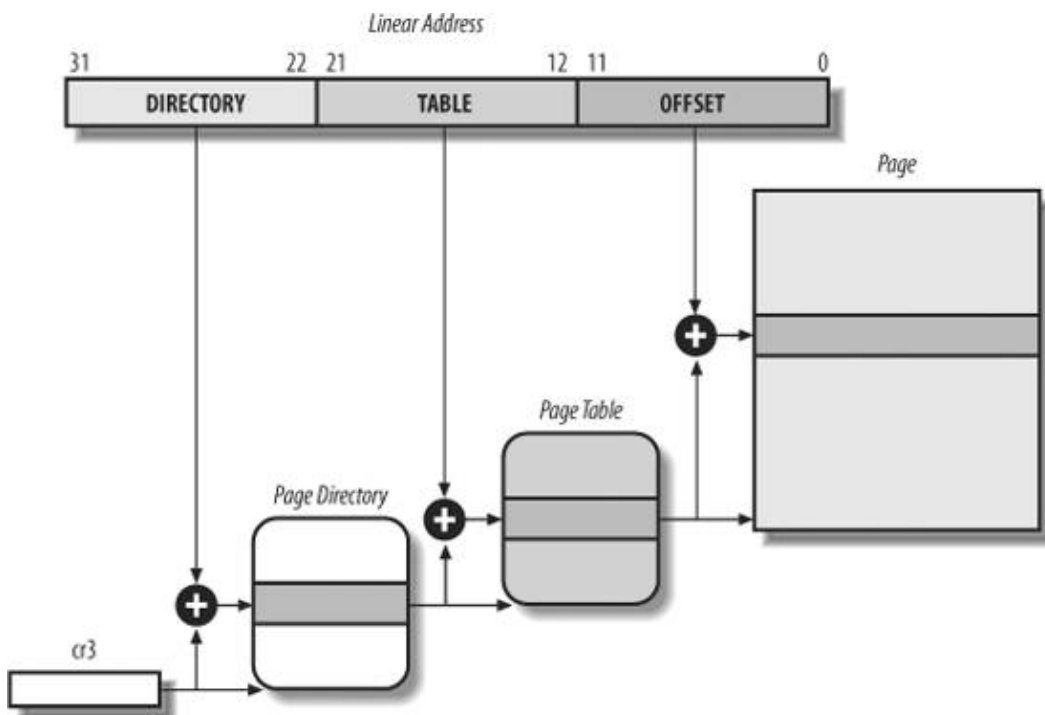 Linear Address
31 22 21 12 11 0
DIRECTORY TABLE OFFSET
Page
Page Table
Page Directory
cr3